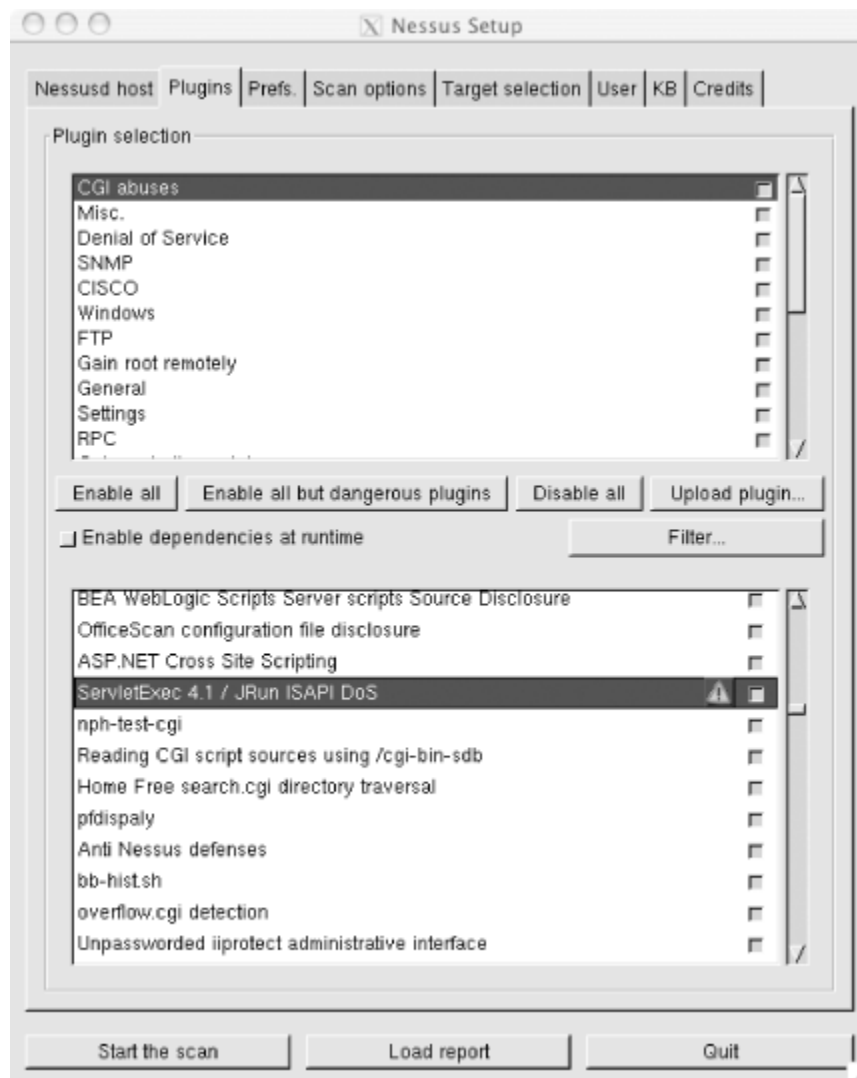 Nessus Setup
Nessusd host Plugins Prefs. Scan options Target selection User KB Credits
Plugin selection
CGI abuses
Misc.
Denial of Service
SNMP
CISCO
Windows
FTP
Gain root remotely
General
Settings
RPC
Enable all Enable all but dangerous plugins Disable all Upload plugin...
Enable dependencies at runtime Filter...
BEA WebLogic Scripts Server scripts Source Disclosure
OfficeScan configuration file disclosure
ASP.NET Cross Site Scripting
ServletExec 4.1 / JRun ISAPI DoS
nph-test-cgi
Reading CGI script sources using /cgi-bin-sdb
Home Free search.cgi directory traversal
pfdispaly
Anti Nessus defenses
bb-hist.sh
overflow.cgi detection
Unpassworded iiprotect administrative interface
Start the scan Load report Quit